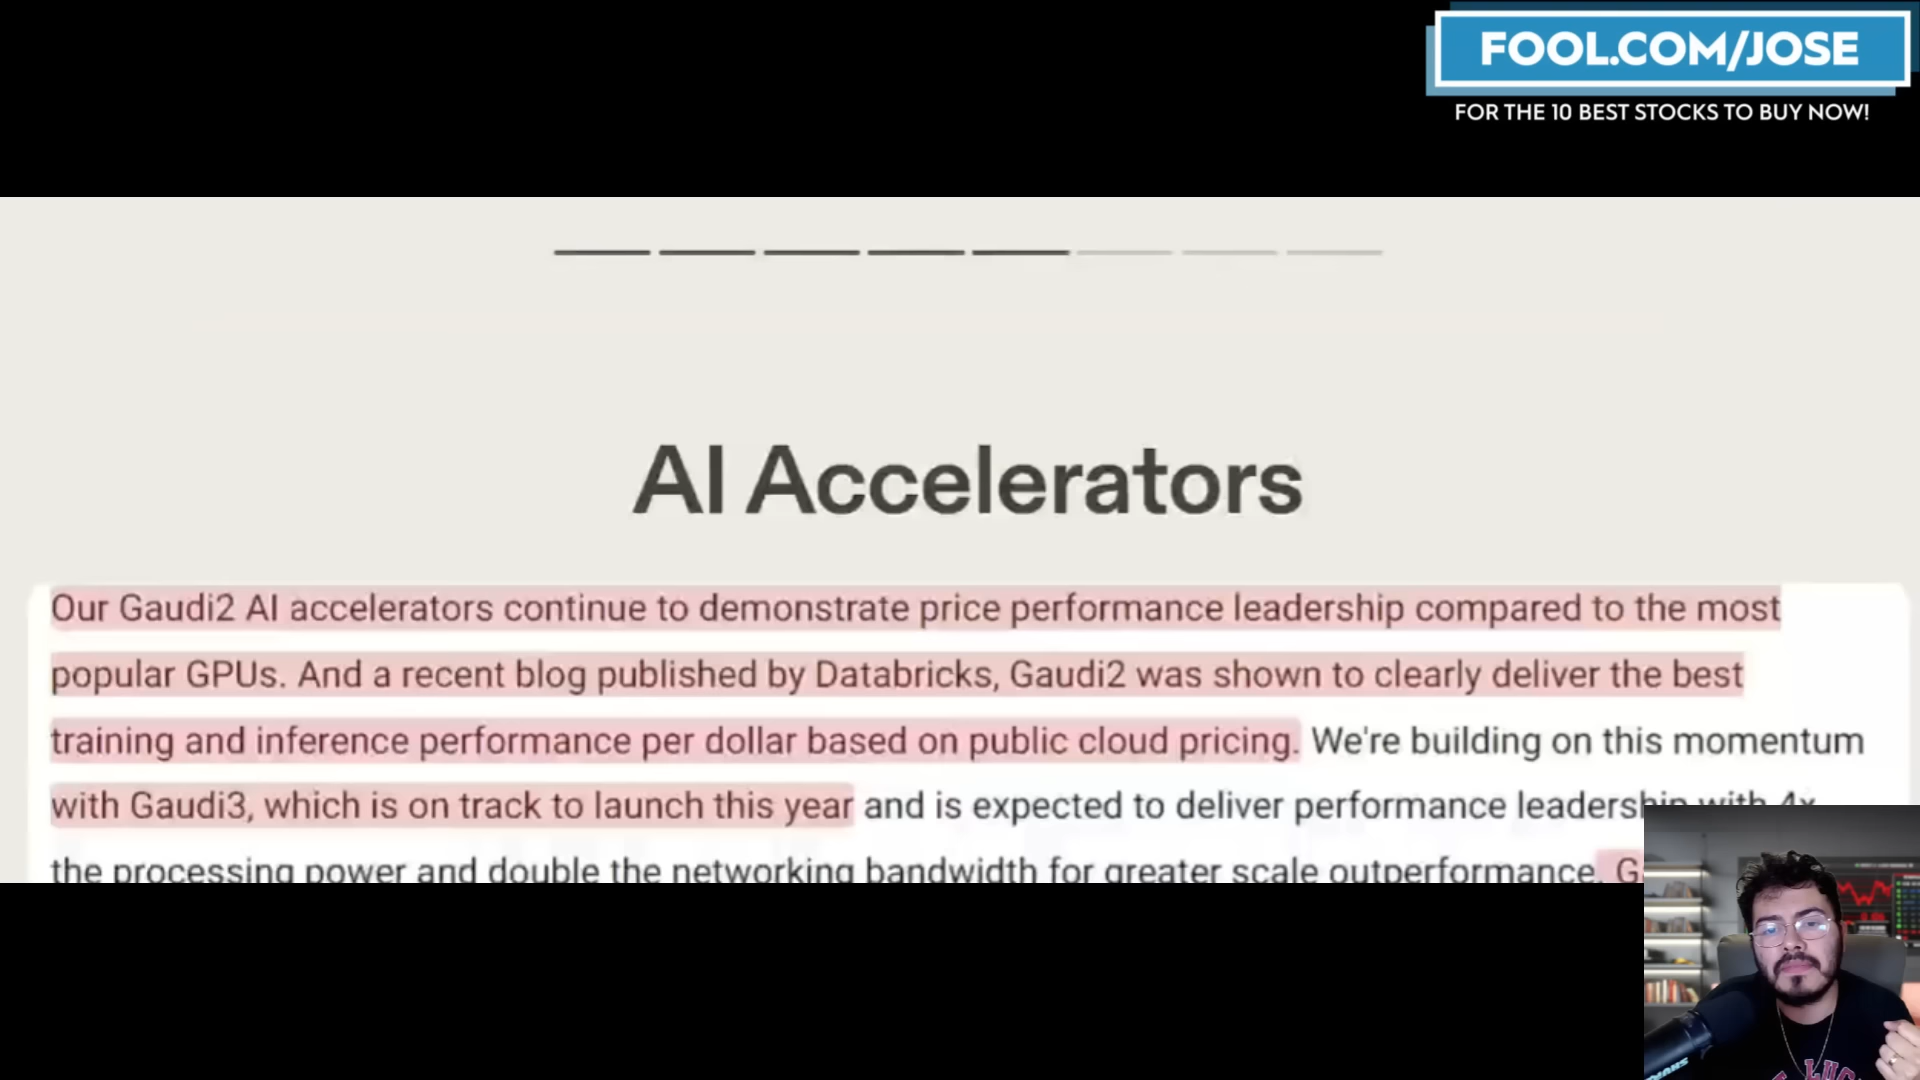 FOOL.COM/JOSE
FOR THE 10 BEST STOCKS TO BUY NOW!
AI Accelerators
Our Gaudi2 AI accelerators continue to demonstrate price performance leadership compared to the most
popular GPUs. And a recent blog published by Databricks, Gaudi2 was shown to clearly deliver the best
training and inference performance per dollar based on public cloud pricing. We're building on this momentum
with Gaudi3, which is on track to launch this year and is expected to deliver performance leadership with 4x
the processing power and double the networking bandwidth for greater scale outperformance.